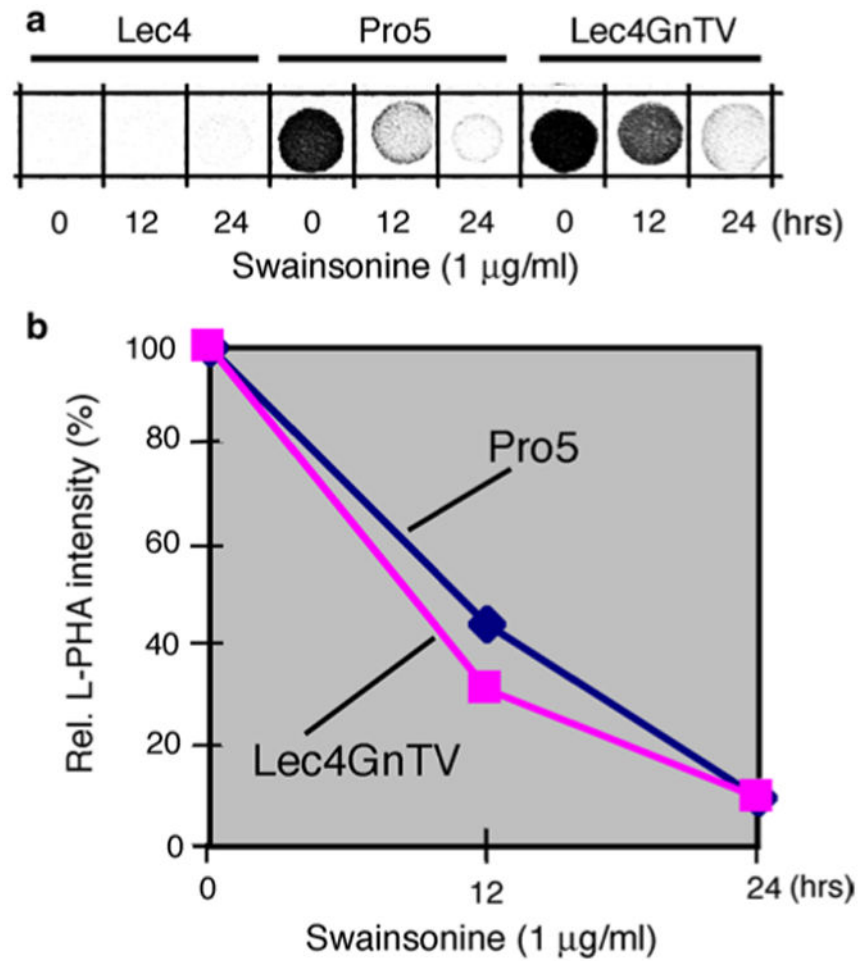 a
Lec4 Pro5 Lec4GnTV
0 12 24 0 12 24 0 12 24 (hrs)
Swainsonine (1 μg/ml)
b
100
80
60
40
20
0
Rel. L-PHA intensity (%)
Pro5
Lec4GnTV
0 12 24 (hrs)
Swainsonine (1 μg/ml)